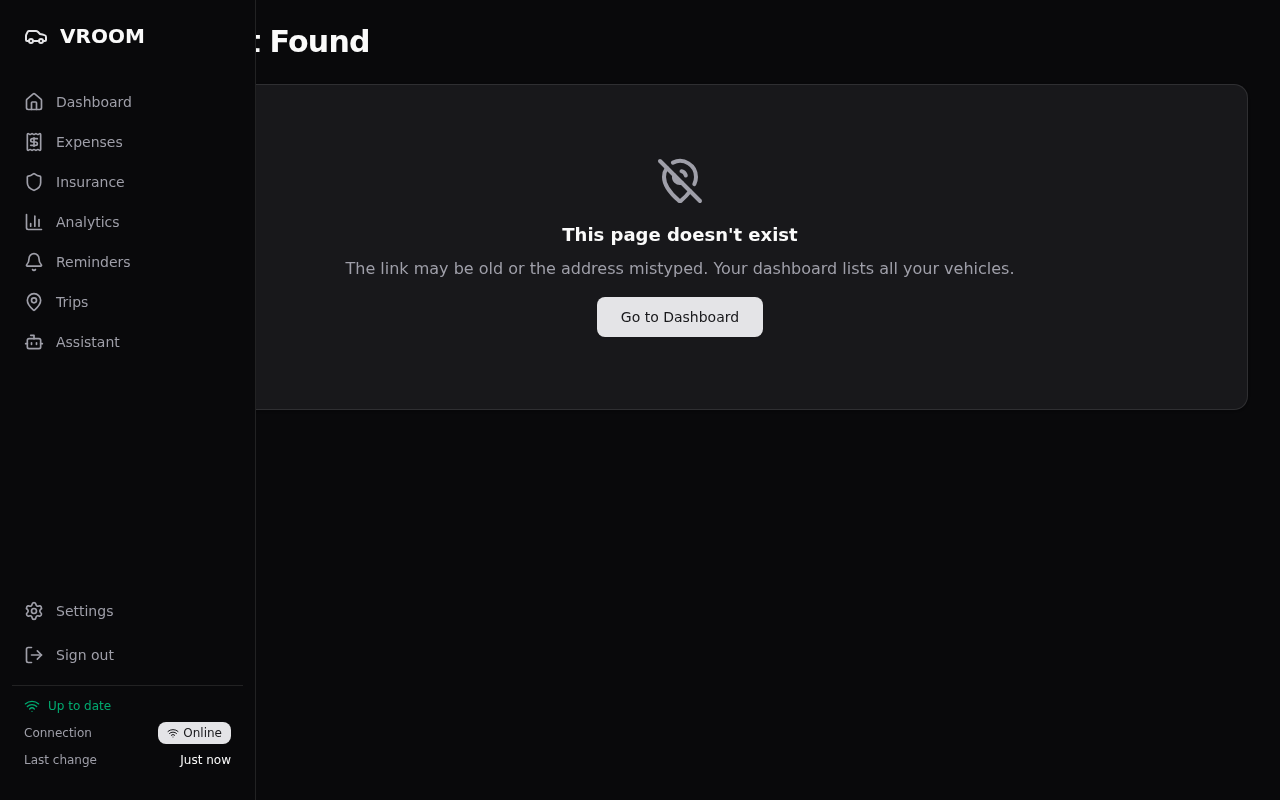 VROOM
Found
Dashboard
Expenses
Insurance
Analytics
Reminders
Trips
Assistant
This page doesn't exist
The link may be old or the address mistyped. Your dashboard lists all your vehicles.
Go to Dashboard
Settings
Sign out
Up to date
Connection
Online
Last change
Just now